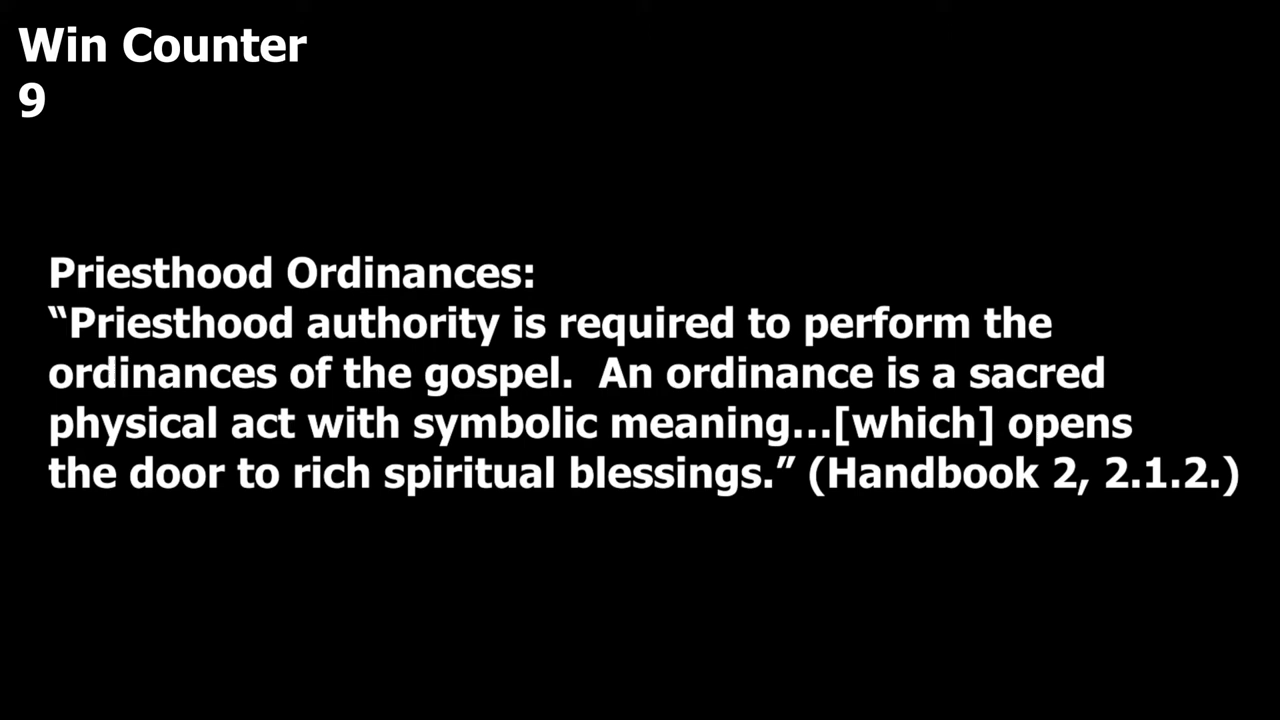 Win Counter
9
Priesthood Ordinances:
“Priesthood authority is required to perform the
ordinances of the gospel.  An ordinance is a sacred
physical act with symbolic meaning…[which] opens
the door to rich spiritual blessings.” (Handbook 2, 2.1.2.)